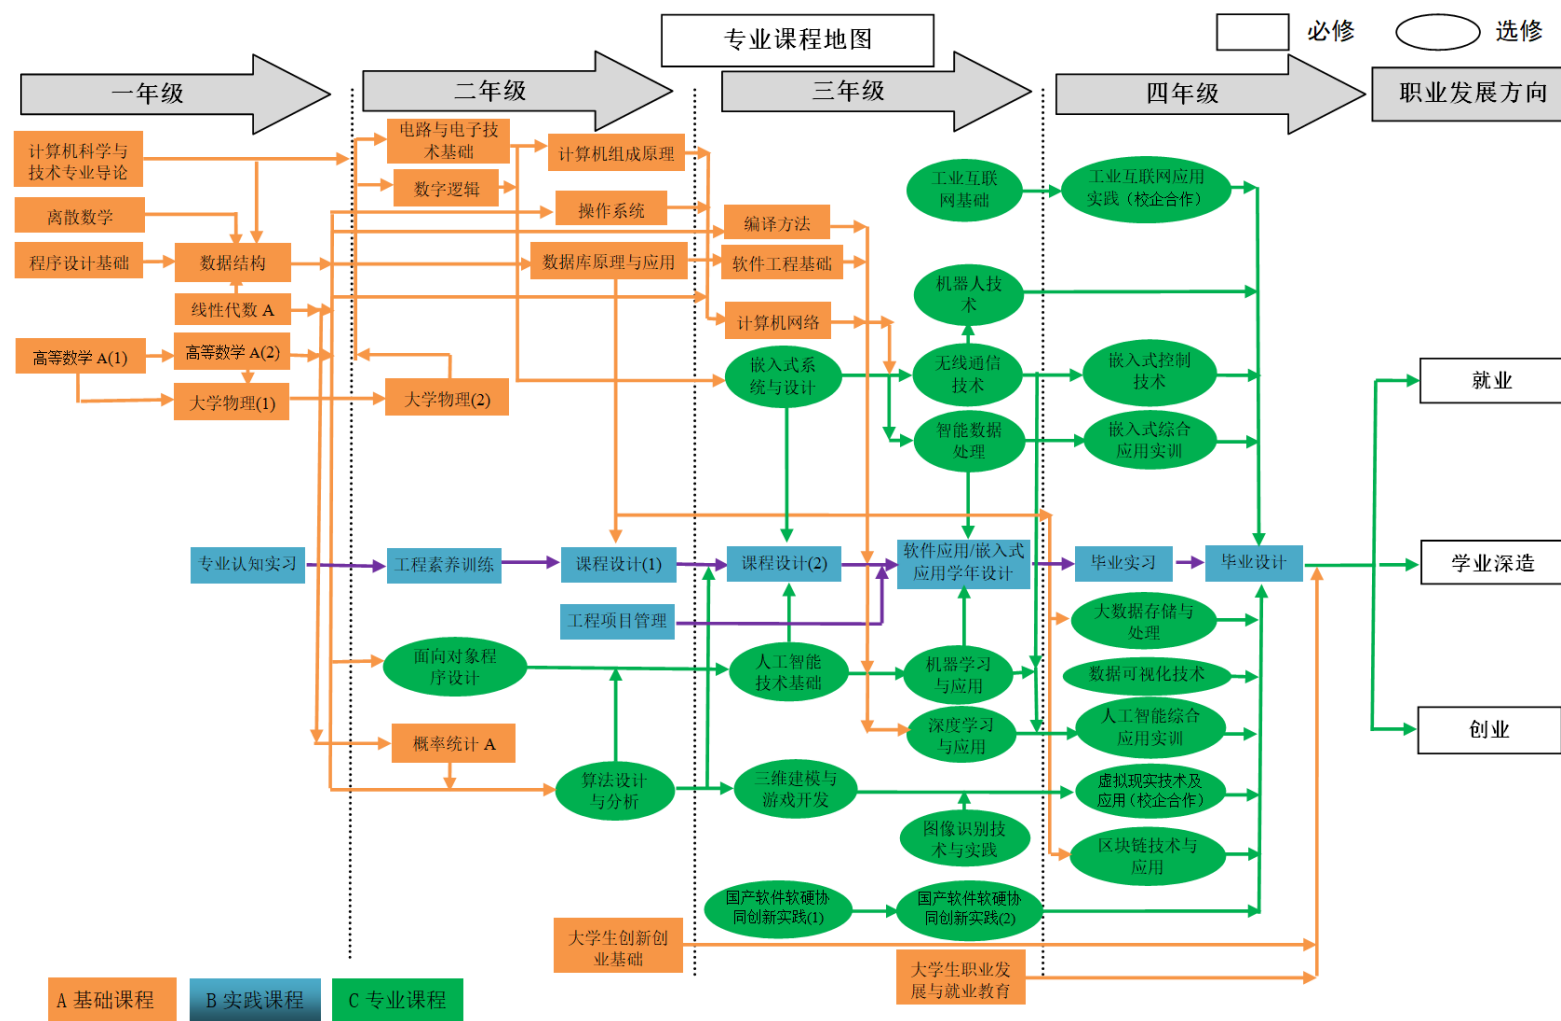 专业课程地图
必修
选修
一年级
二年级
三年级
四年级
职业发展方向
计算机科学与
技术专业导论
离散数学
程序设计基础
数据结构
线性代数 A
高等数学 A(1)
高等数学 A(2)
大学物理(1)
专业认知实习
电路与电子技
术基础
数字逻辑
计算机组成原理
操作系统
数据库原理与应用
大学物理(2)
工程素养训练
课程设计(1)
工程项目管理
面向对象程
序设计
概率统计 A
算法设计
与分析
大学生创新创
业基础
编译方法
软件工程基础
计算机网络
嵌入式系
统与设计
课程设计(2)
人工智能
技术基础
三维建模与
游戏开发
国产软件软硬协
同创新实践(1)
工业互联
网基础
机器人技
术
无线通信
技术
智能数据
处理
软件应用/嵌入式
应用学年设计
机器学习
与应用
深度学习
与应用
图像识别技
术与实践
国产软件软硬协
同创新实践(2)
大学生职业发
展与就业教育
工业互联网应用
实践(校企合作)
嵌入式控制
技术
嵌入式综合
应用实训
毕业实习
毕业设计
大数据存储与
处理
数据可视化技术
人工智能综合
应用实训
虚拟现实技术及
应用(校企合作)
区块链技术与
应用
就业
学业深造
创业
A 基础课程
B 实践课程
C 专业课程